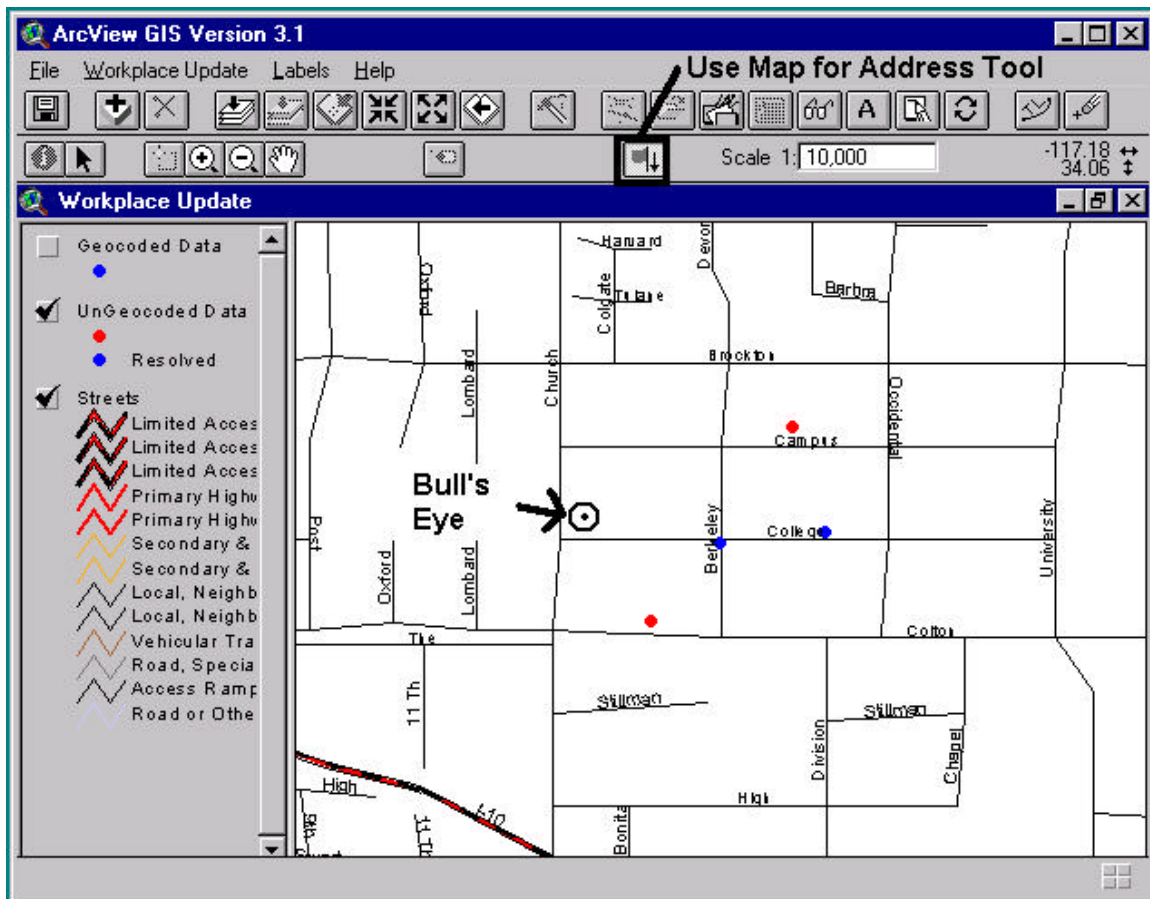 ArcView GIS Version 3.1
File Workplace Update Labels Help
Use Map for Address Tool
A
Scale 1: 10,000
-117.18
34.06
Workplace Update
Geocoded Data
UnGeocoded Data
Resolved
Streets
Limited Acces
Limited Acces
Limited Acces
Primary Highw
Primary Highw
Secondary &
Secondary &
Local, Neighb
Local, Neighb
Vehicular Tra
Road, Specia
Access Ramp
Road or Othe
Harvard
Devon
Oxford
Colgate
Tulane
Barbra
Brockton
Lombard
Church
Occidental
Campus
Bull's
Eye
Post
College
Berkeley
University
Oxford
Lombard
The
Colton
11 Th
Stillman
Stillman
Division
Chapel
High
High
I-10
11 Th
Bonita